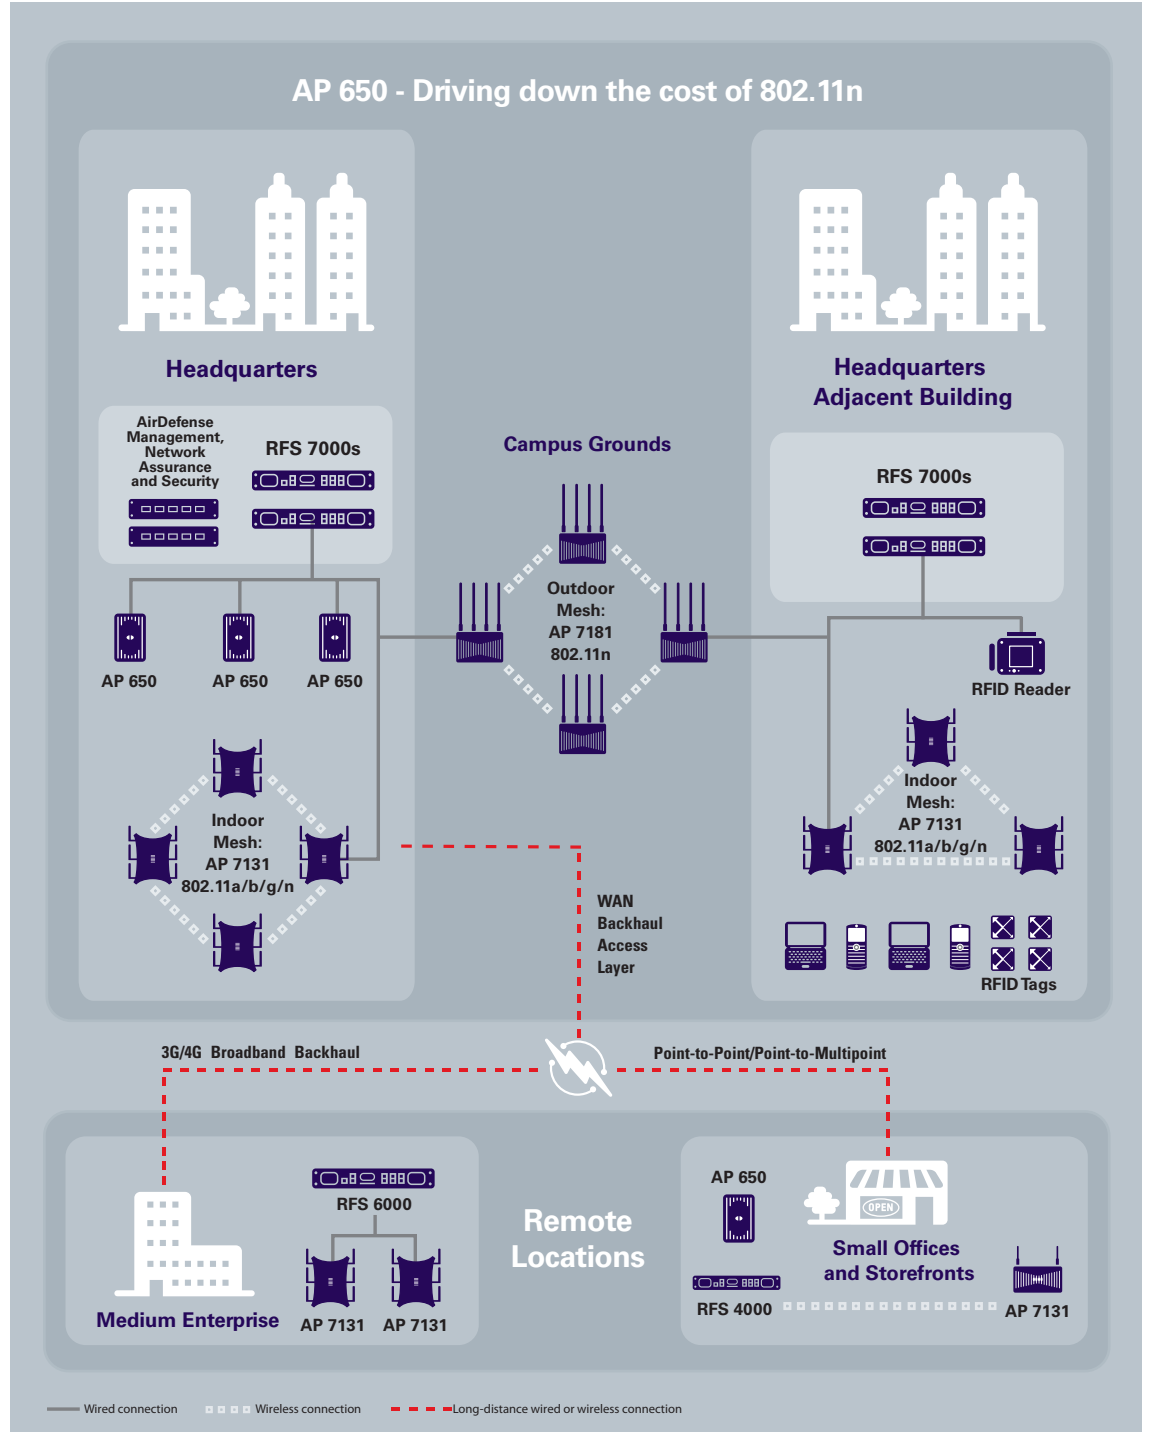 AP 650 - Driving down the cost of 802.11n
Headquarters
AirDefense
Management,
Network
Assurance
and Security
RFS 7000s
AP 650
AP 650
AP 650
Indoor
Mesh:
AP 7131
802.11a/b/g/n
Campus Grounds
Outdoor
Mesh:
AP 7181
802.11n
Headquarters
Adjacent Building
RFS 7000s
RFID Reader
Indoor
Mesh:
AP 7131
802.11a/b/g/n
RFID Tags
WAN
Backhaul
Access
Layer
3G/4G Broadband Backhaul
Point-to-Point/Point-to-Multipoint
RFS 6000
Medium Enterprise
AP 7131
AP 7131
Remote
Locations
AP 650
OPEN
Small Offices
and Storefronts
RFS 4000
AP 7131
Wired connection
Wireless connection
Long-distance wired or wireless connection